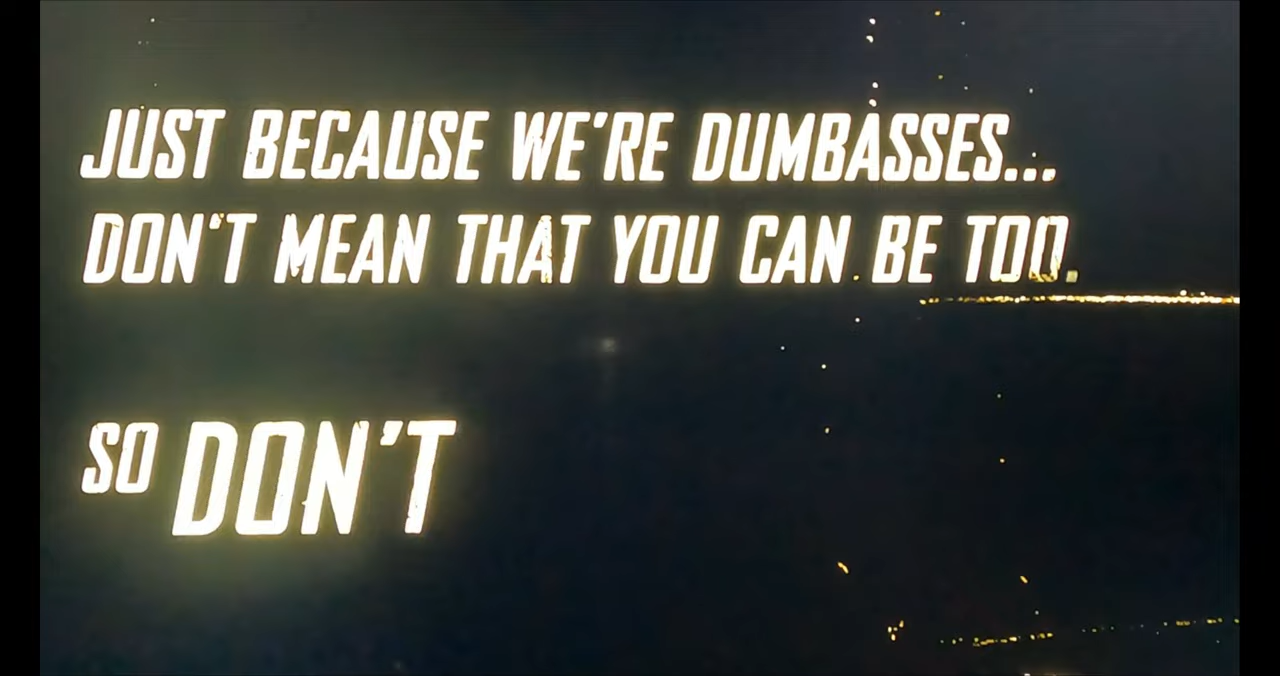 JUST BECAUSE WE'RE DUMBASSES...
DON'T MEAN THAT YOU CAN BE TOO.
SO DON'T